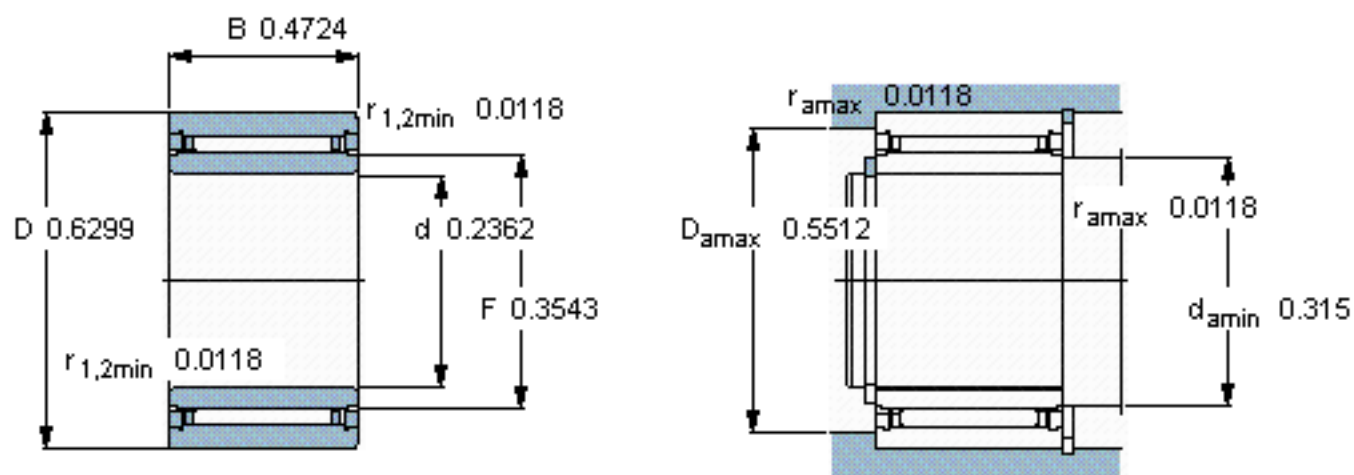 B 0.4724
r1,2min 0.0118
D 0.6299
d 0.2362
F 0.3543
r1,2min 0.0118
ramax 0.0118
Damax 0.5512
ramax 0.0118
damin 0.315